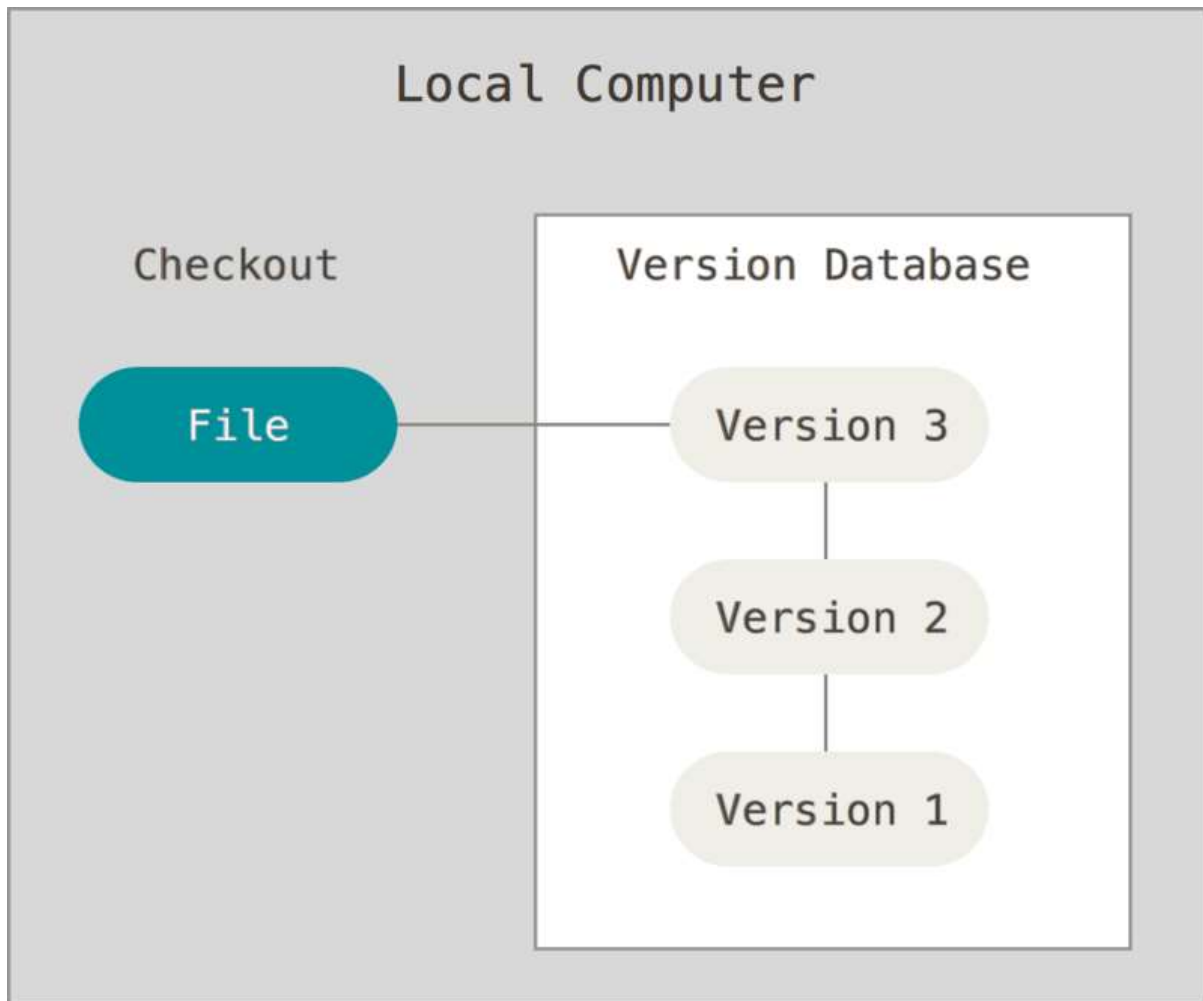 Local Computer
Checkout
Version Database
File
Version 3
Version 2
Version 1